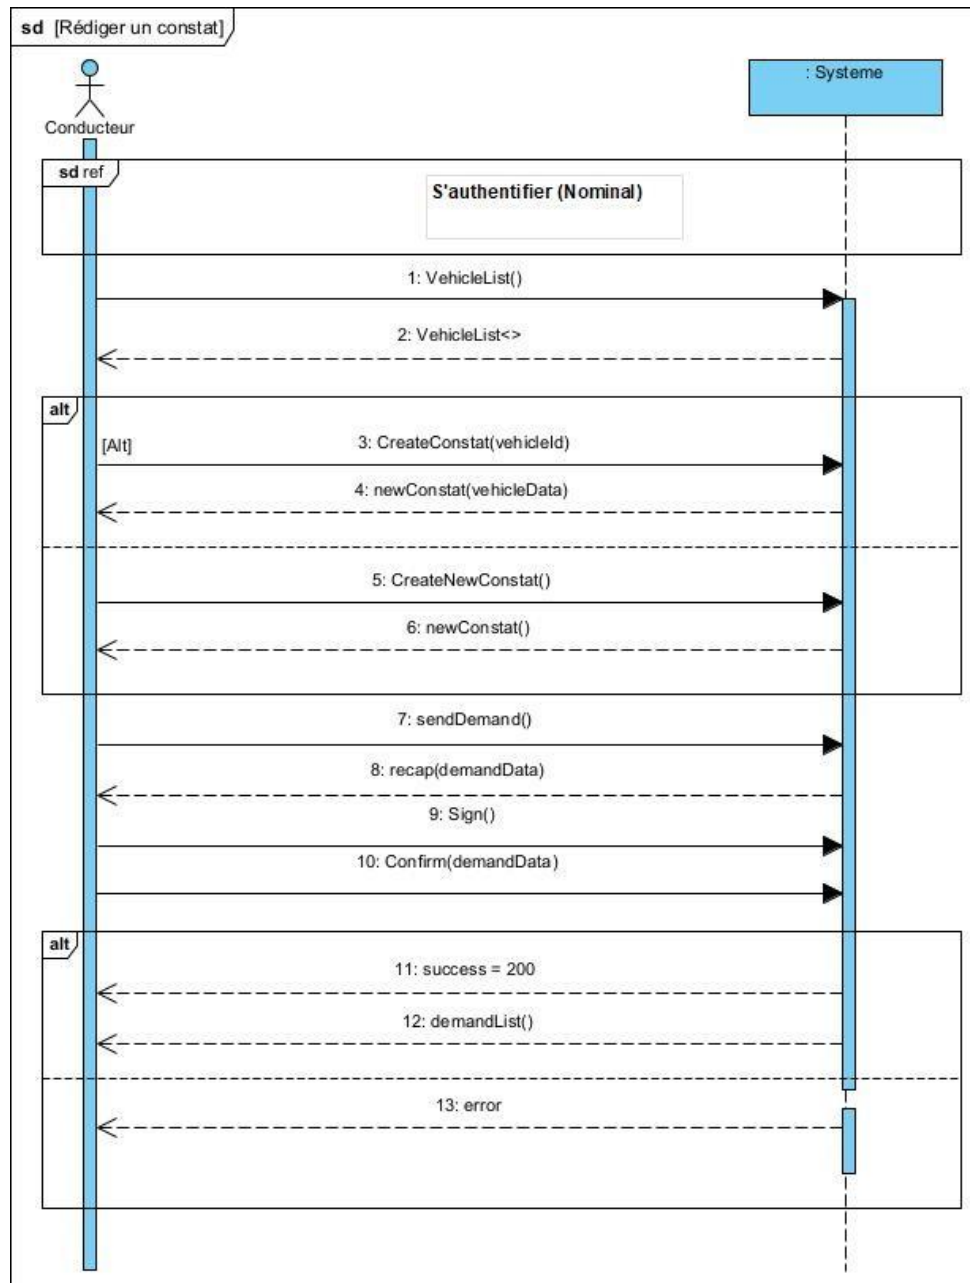 sd [Rédiger un constat]
: Systeme
Conducteur
sd ref
S'authentifier (Nominal)
1: VehicleList()
2: VehicleList<>
alt
[Alt]
3: CreateConstat(vehicleId)
4: newConstat(vehicleData)
5: CreateNewConstat()
6: newConstat()
7: sendDemand()
8: recap(demandData)
9: Sign()
10: Confirm(demandData)
alt
11: success = 200
12: demandList()
13: error